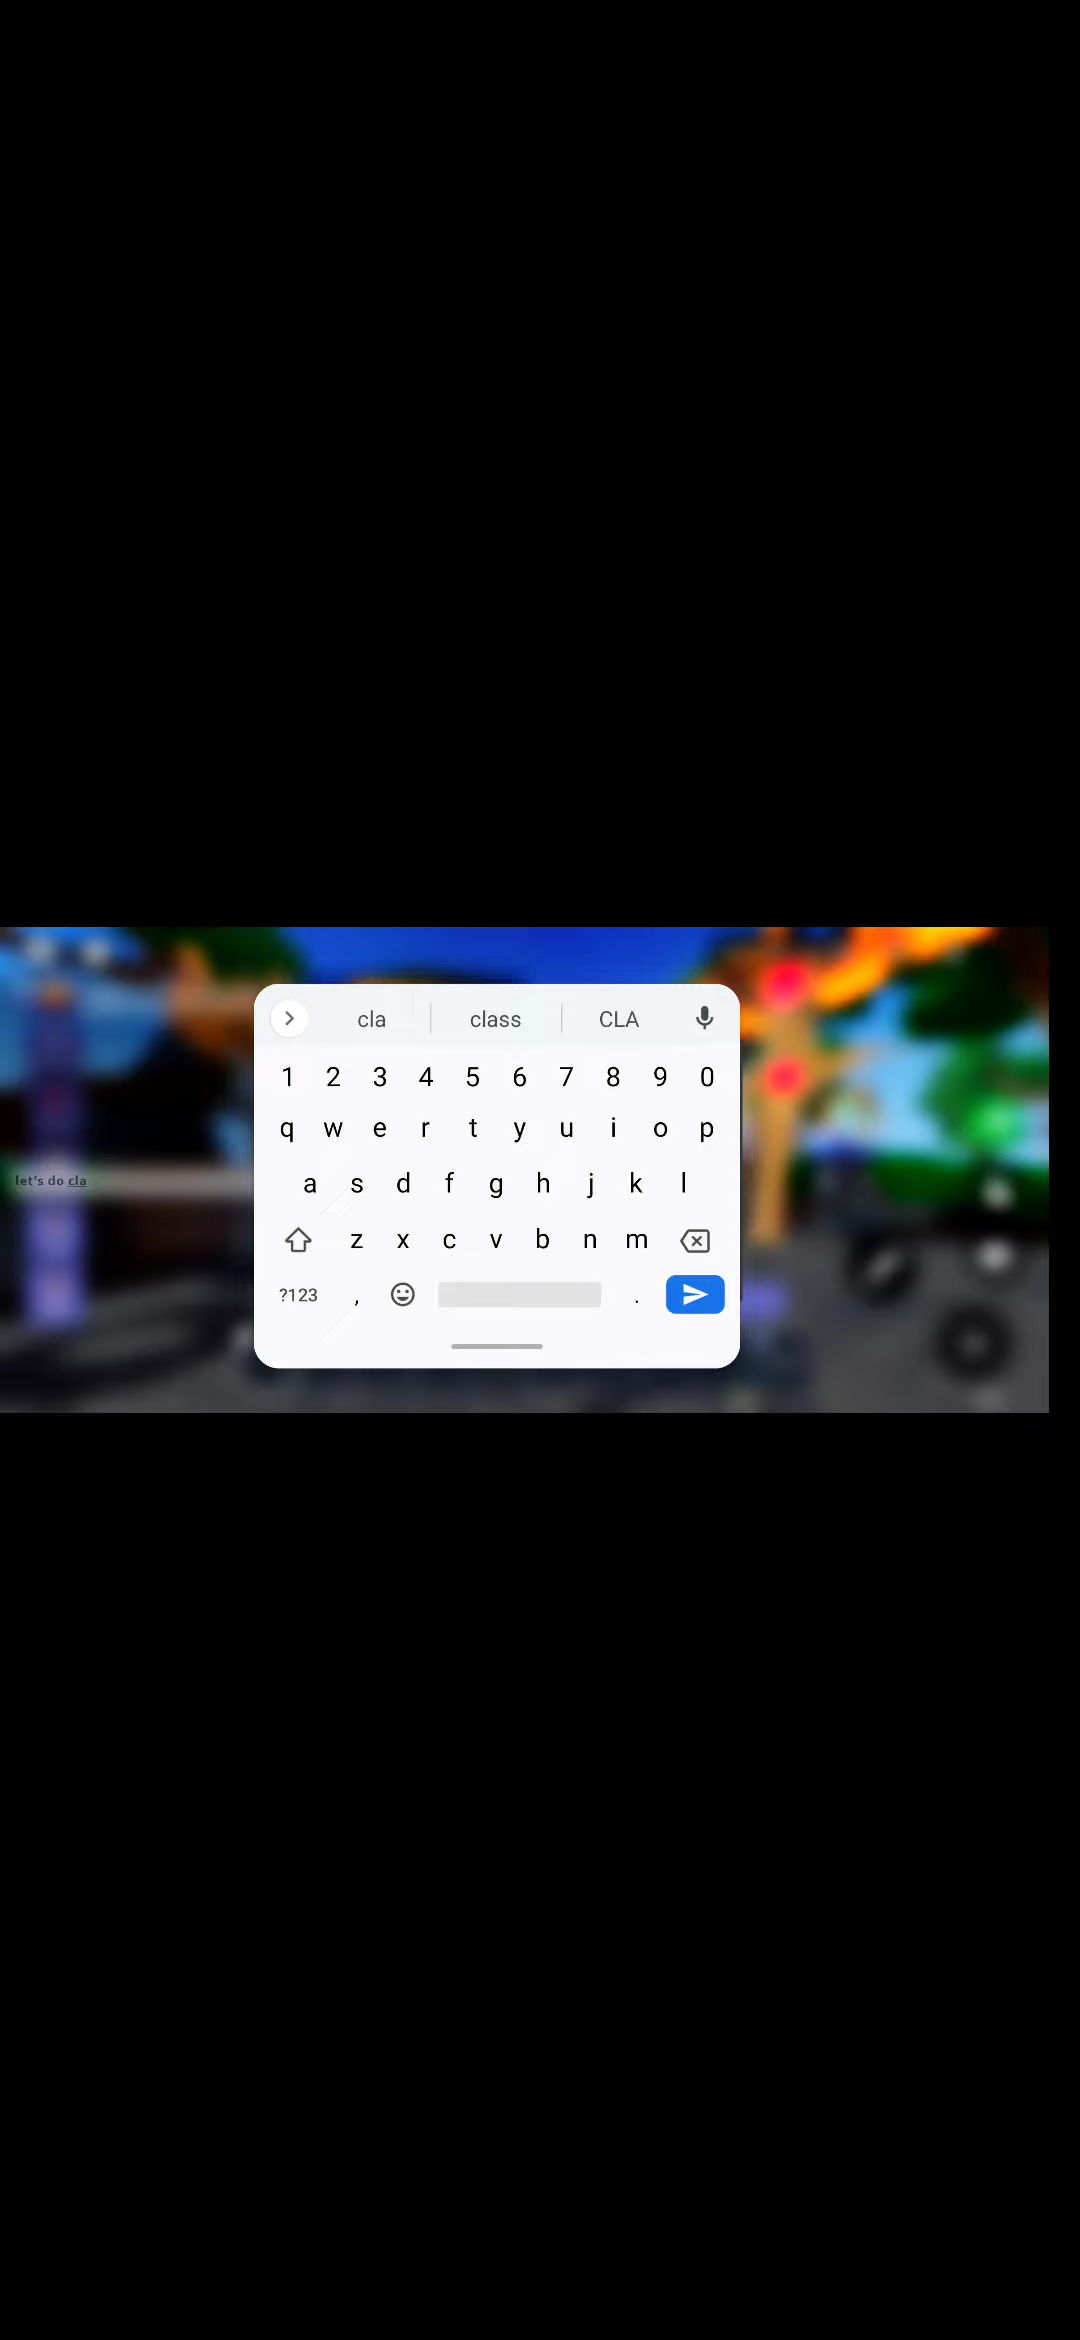 cla class CLA
1 2 3 4 5 6 7 8 9 0
q w e r t y u i o p
let's do cla
a s d f g h j k l
z x c v b n m
?123 , .